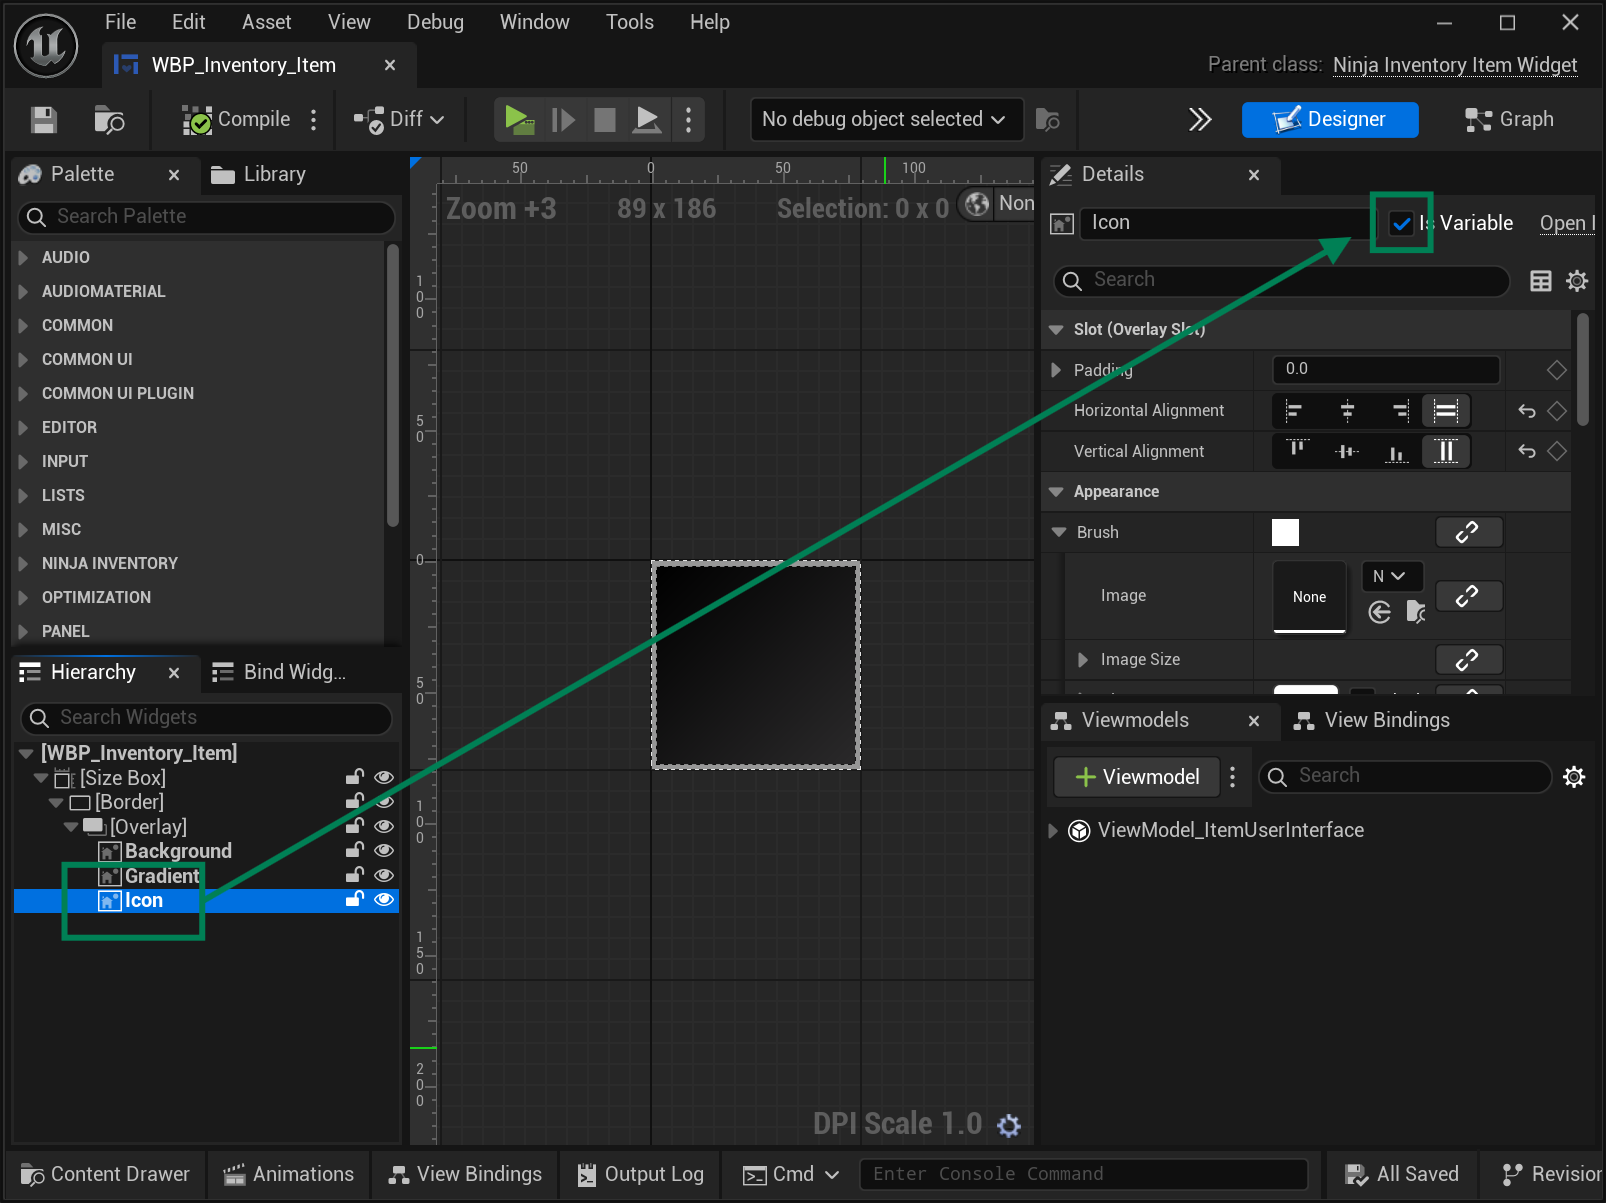 File Edit Asset View Debug Window Tools Help
WBP_Inventory_Item
Parent class: Ninja Inventory Item Widget
Compile Diff No debug object selected Designer Graph
Palette Library
Search Palette
AUDIO
AUDIOMATERIAL
COMMON
COMMON UI
COMMON UI PLUGIN
EDITOR
INPUT
LISTS
MISC
NINJA INVENTORY
OPTIMIZATION
PANEL
Hierarchy Bind Widg...
Search Widgets
[WBP_Inventory_Item]
[Size Box]
[Border]
[Overlay]
Background
Gradient
Icon
50 0 50 100
Zoom +3 89 x 186 Selection: 0 x 0 Non
100
50
0
50
100
150
200
DPI Scale 1.0
Details
Icon Is Variable Open
Search
Slot (Overlay Slot)
Padding 0.0
Horizontal Alignment
Vertical Alignment
Appearance
Brush
Image None N
Image Size
Viewmodels View Bindings
Viewmodel Search
ViewModel_ItemUserInterface
Content Drawer Animations View Bindings Output Log Cmd Enter Console Command All Saved Revision